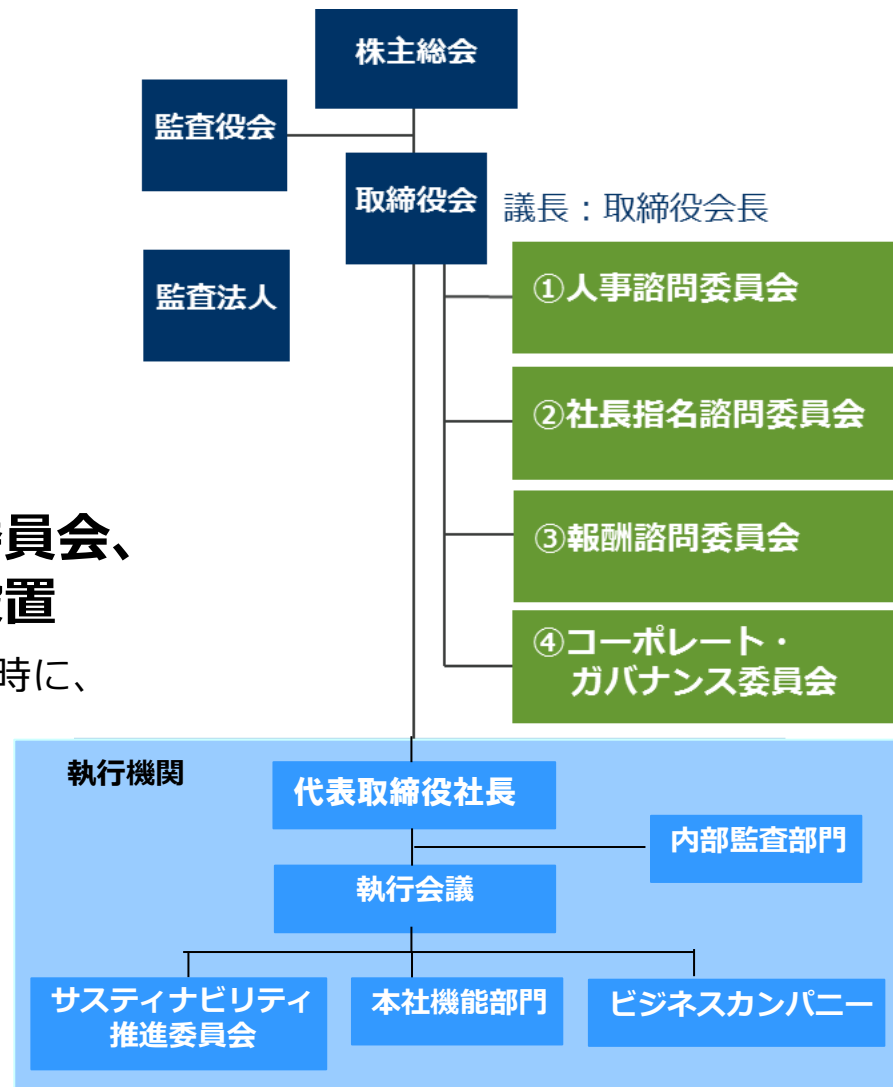 株主総会
監査役会
取締役会
議長：取締役会長
監査法人
①人事諮問委員会
②社長指名諮問委員会
③報酬諮問委員会
④コーポレート・
ガバナンス委員会
員会、
置
時に、
執行機関
代表取締役社長
内部監査部門
執行会議
サスティナビリティ
推進委員会
本社機能部門
ビジネスカンパニー